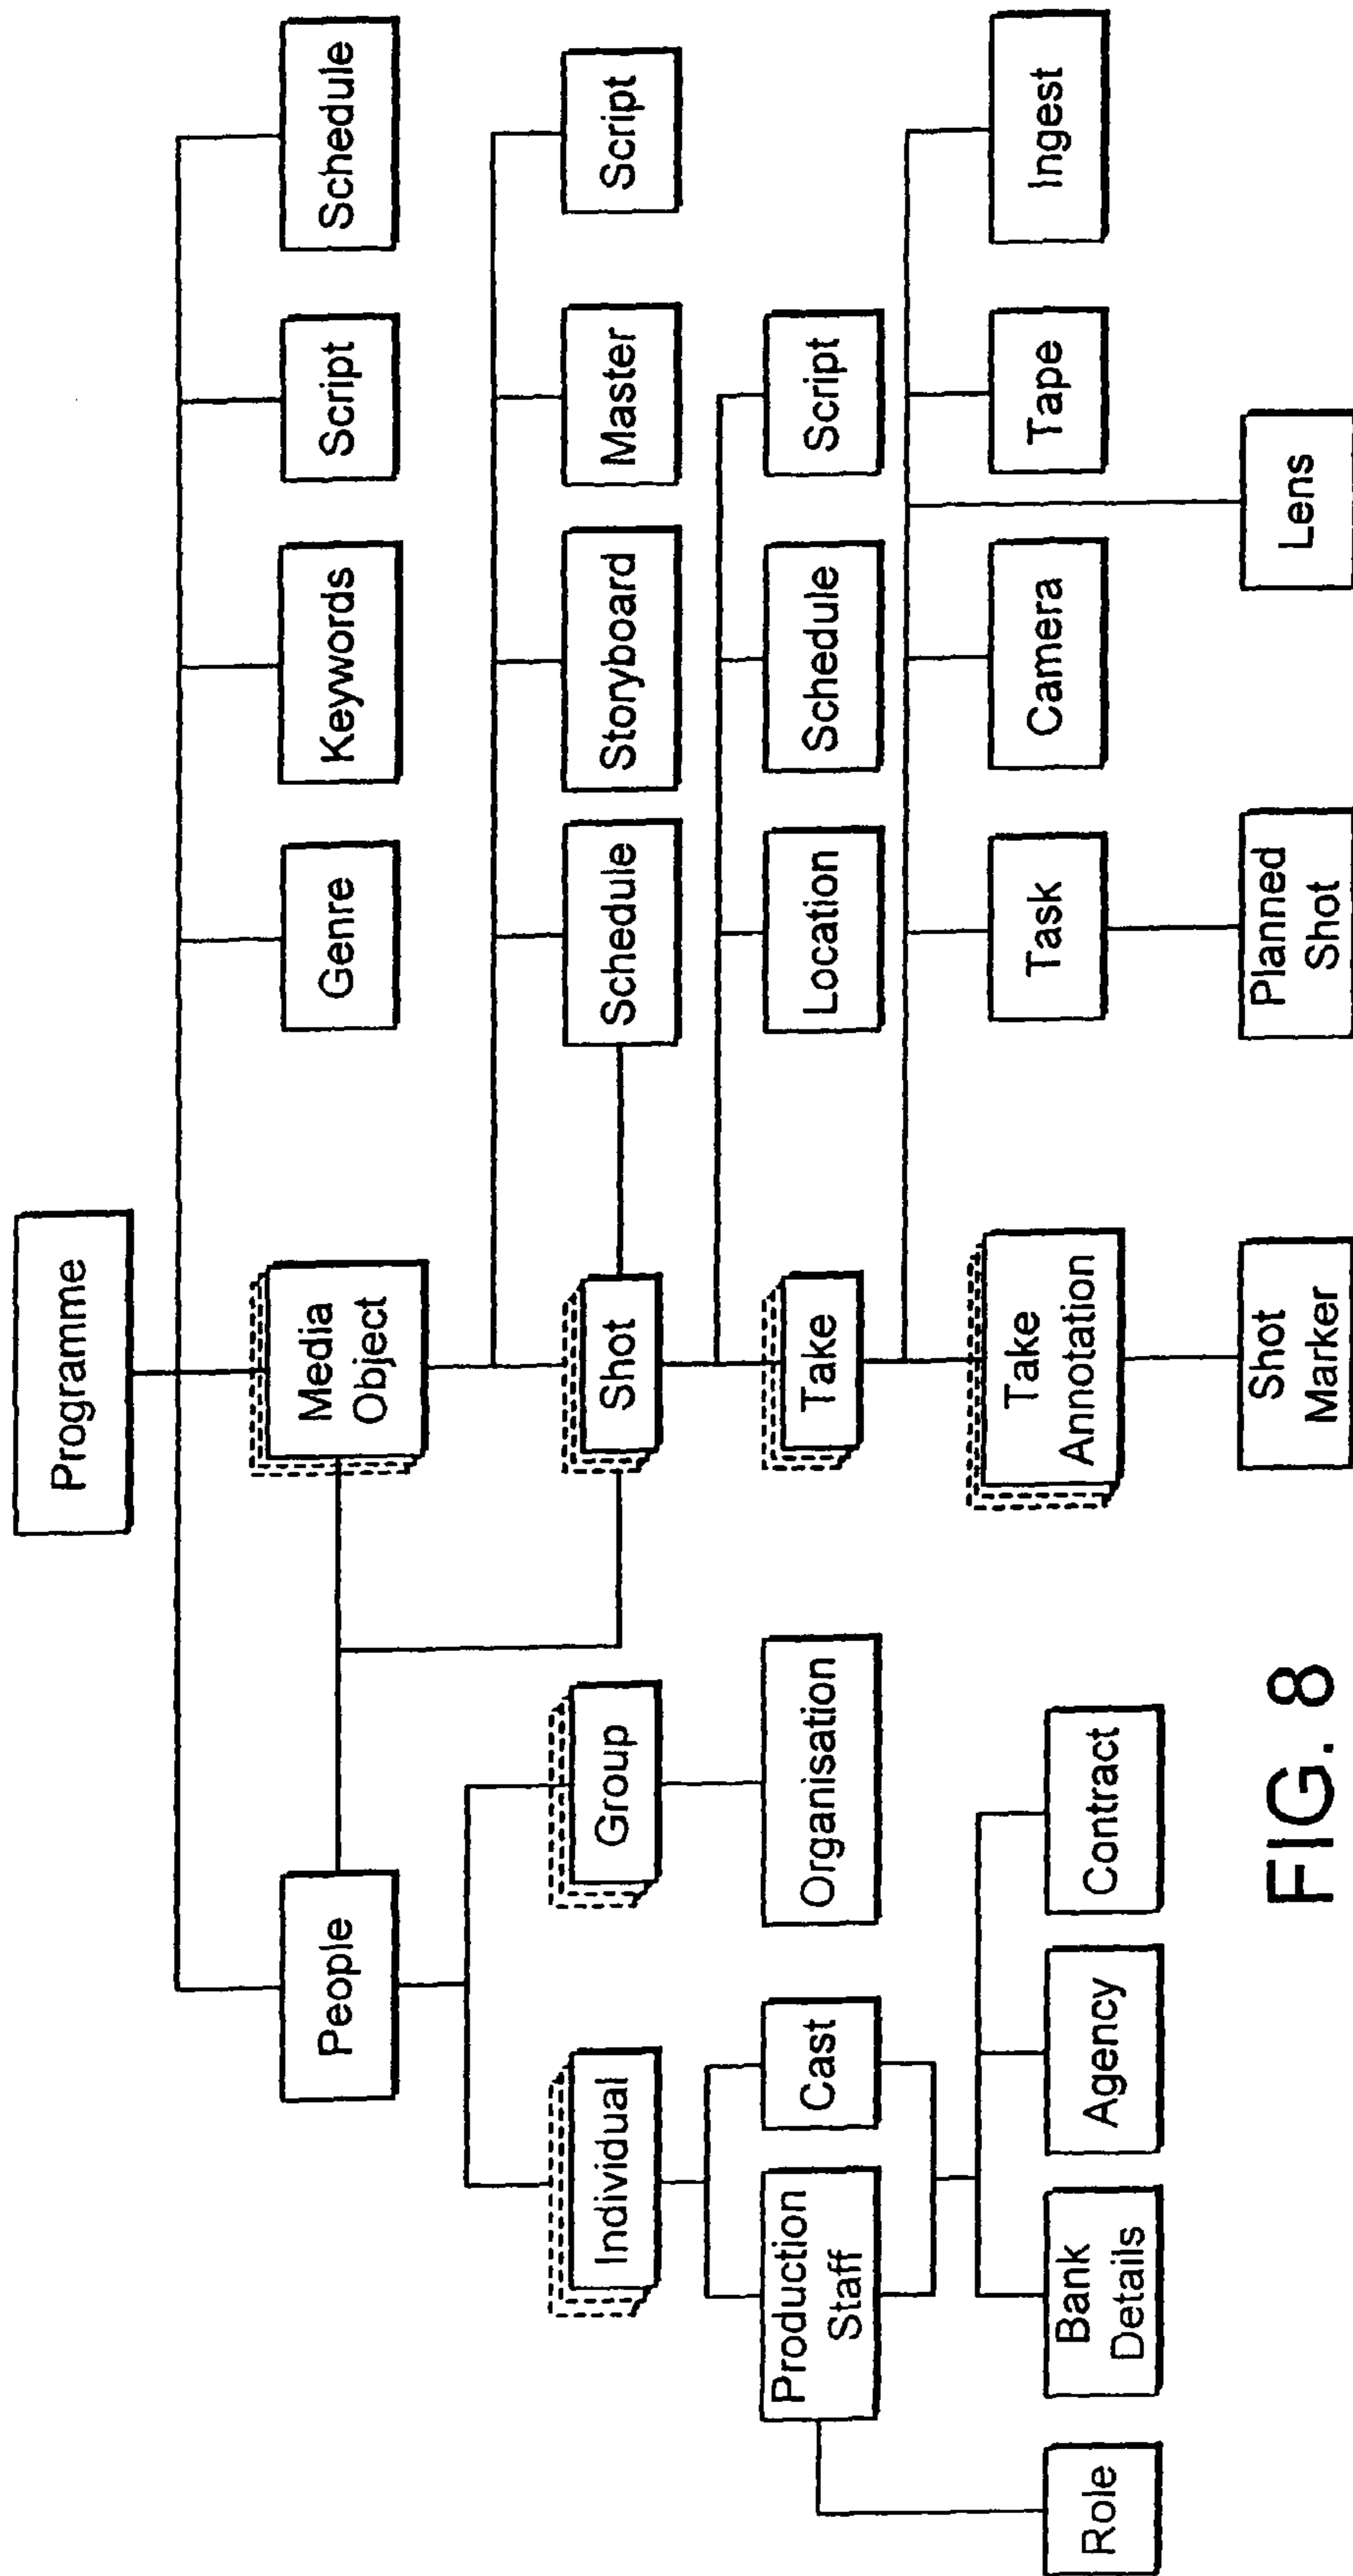 Programme
People
Media
Object
Genre
Keywords
Script
Schedule
Individual
Group
Shot
Schedule
Storyboard
Master
Script
Production
Staff
Cast
Organisation
Take
Location
Schedule
Script
Role
Bank
Details
Agency
Contract
Take
Annotation
Task
Camera
Tape
Ingest
Shot
Marker
Planned
Shot
Lens
FIG. 8